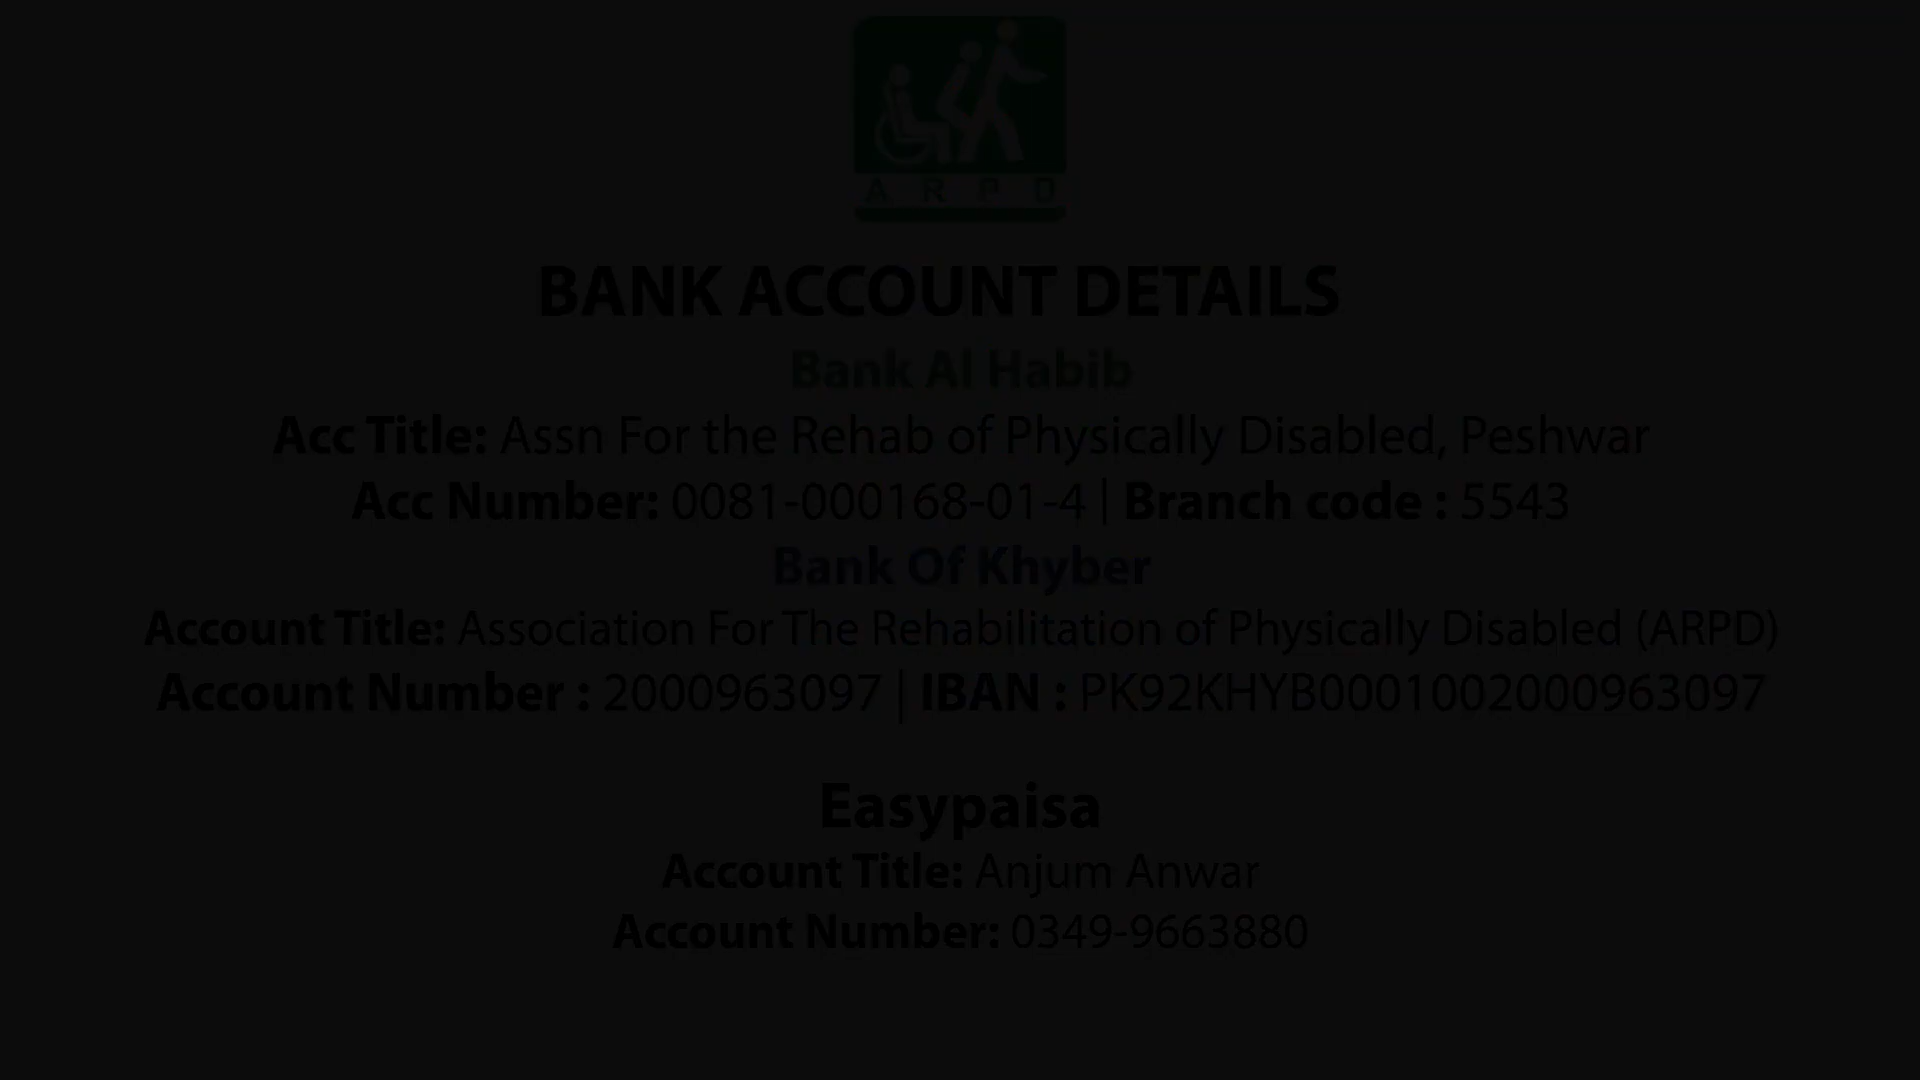 A R P D
BANK ACCOUNT DETAILS
Bank Al Habib
Acc Title: Assn For the Rehab of Physically Disabled, Peshwar
Acc Number: 0081-000168-01-4 | Branch code : 5543
Bank Of Khyber
Account Title: Association For The Rehabilitation of Physically Disabled (ARPD)
Account Number : 2000963097 | IBAN : PK92KHYB0001002000963097
Easypaisa
Account Title: Anjum Anwar
Account Number: 0349-9663880